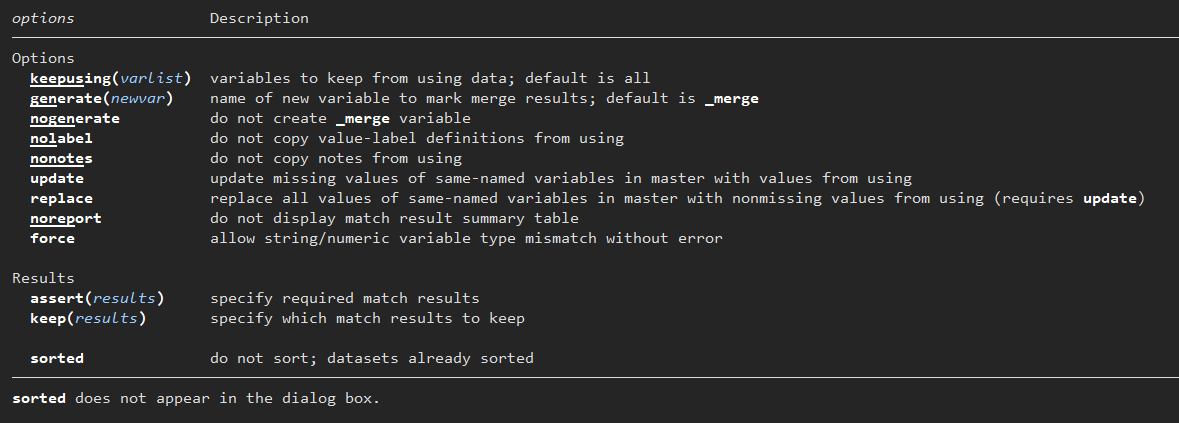 options Description
Options
keepusing(varlist) variables to keep from using data; default is all
generate(newvar) name of new variable to mark merge results; default is _merge
nogenerate do not create _merge variable
nolabel do not copy value-label definitions from using
nonotes do not copy notes from using
update update missing values of same-named variables in master with values from using
replace replace all values of same-named variables in master with nonmissing values from using (requires update)
noreport do not display match result summary table
force allow string/numeric variable type mismatch without error
Results
assert(results) specify required match results
keep(results) specify which match results to keep
sorted do not sort; datasets already sorted
sorted does not appear in the dialog box.